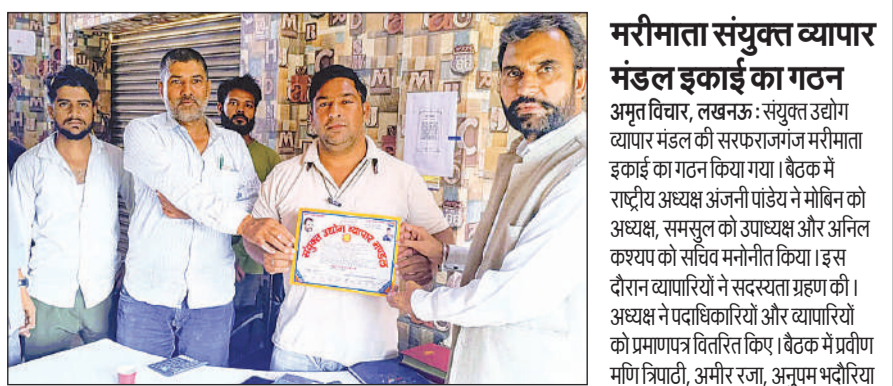 संयुक्त उद्योग व्यापार मण्डल
मरीमाता संयुक्त व्यापार
मंडल इकाई का गठन
अमृत विचार, लखनऊ : संयुक्त उद्योग
व्यापार मंडल की सरफराजगंज मरीमाता
इकाई का गठन किया गया। बैठक में
राष्ट्रीय अध्यक्ष अंजनी पांडेय ने मोबिन को
अध्यक्ष, समसुल को उपाध्यक्ष और अनिल
कश्यप को सचिव मनोनीत किया। इस
दौरान व्यापारियों ने सदस्यता ग्रहण की।
अध्यक्ष ने पदाधिकारियों और व्यापारियों
को प्रमाणपत्र वितरित किए। बैठक में प्रवीण
मणि त्रिपाठी, अमीर रजा, अनुपम भदौरिया